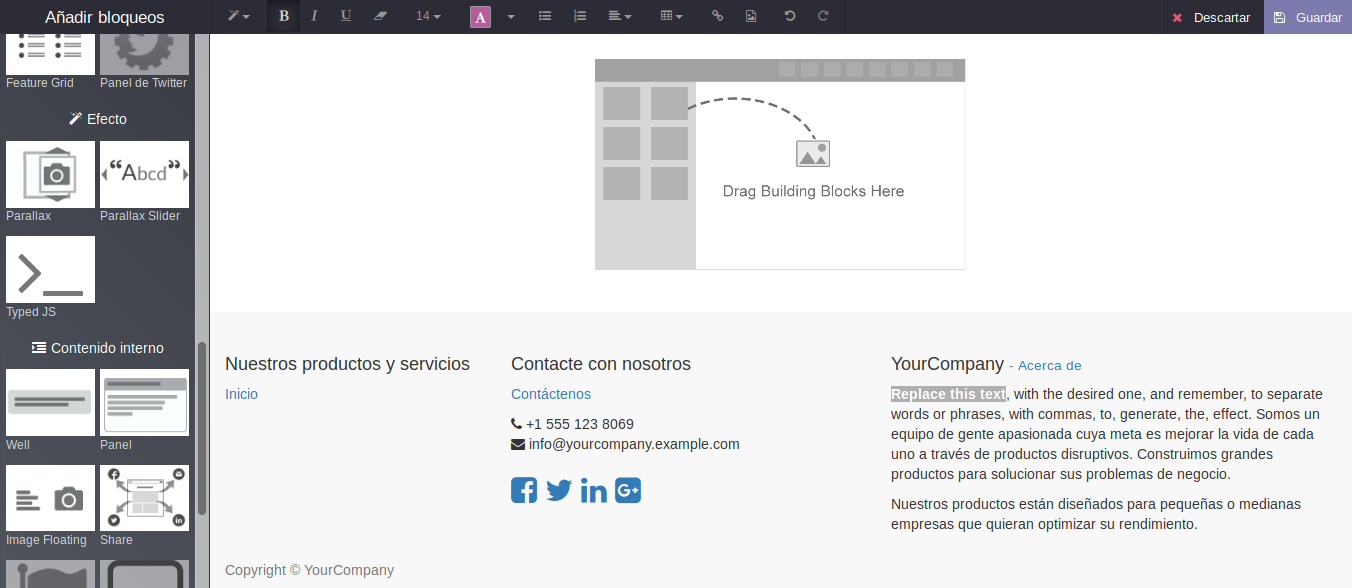 Añadir bloqueos
B I U 14 A
Descartar
Guardar
Feature Grid
Panel de Twitter
Efecto
“Abcd”
Parallax
Parallax Slider
Typed JS
Contenido interno
Well
Panel
Image Floating
Share
Drag Building Blocks Here
Nuestros productos y servicios
Inicio
Contacte con nosotros
Contáctenos
+1 555 123 8069
info@yourcompany.example.com
YourCompany - Acerca de
Replace this text, with the desired one, and remember, to separate
words or phrases, with commas, to, generate, the, effect. Somos un
equipo de gente apasionada cuya meta es mejorar la vida de cada
uno a través de productos disruptivos. Construimos grandes
productos para solucionar sus problemas de negocio.
Nuestros productos están diseñados para pequeñas o medianas
empresas que quieran optimizar su rendimiento.
Copyright © YourCompany